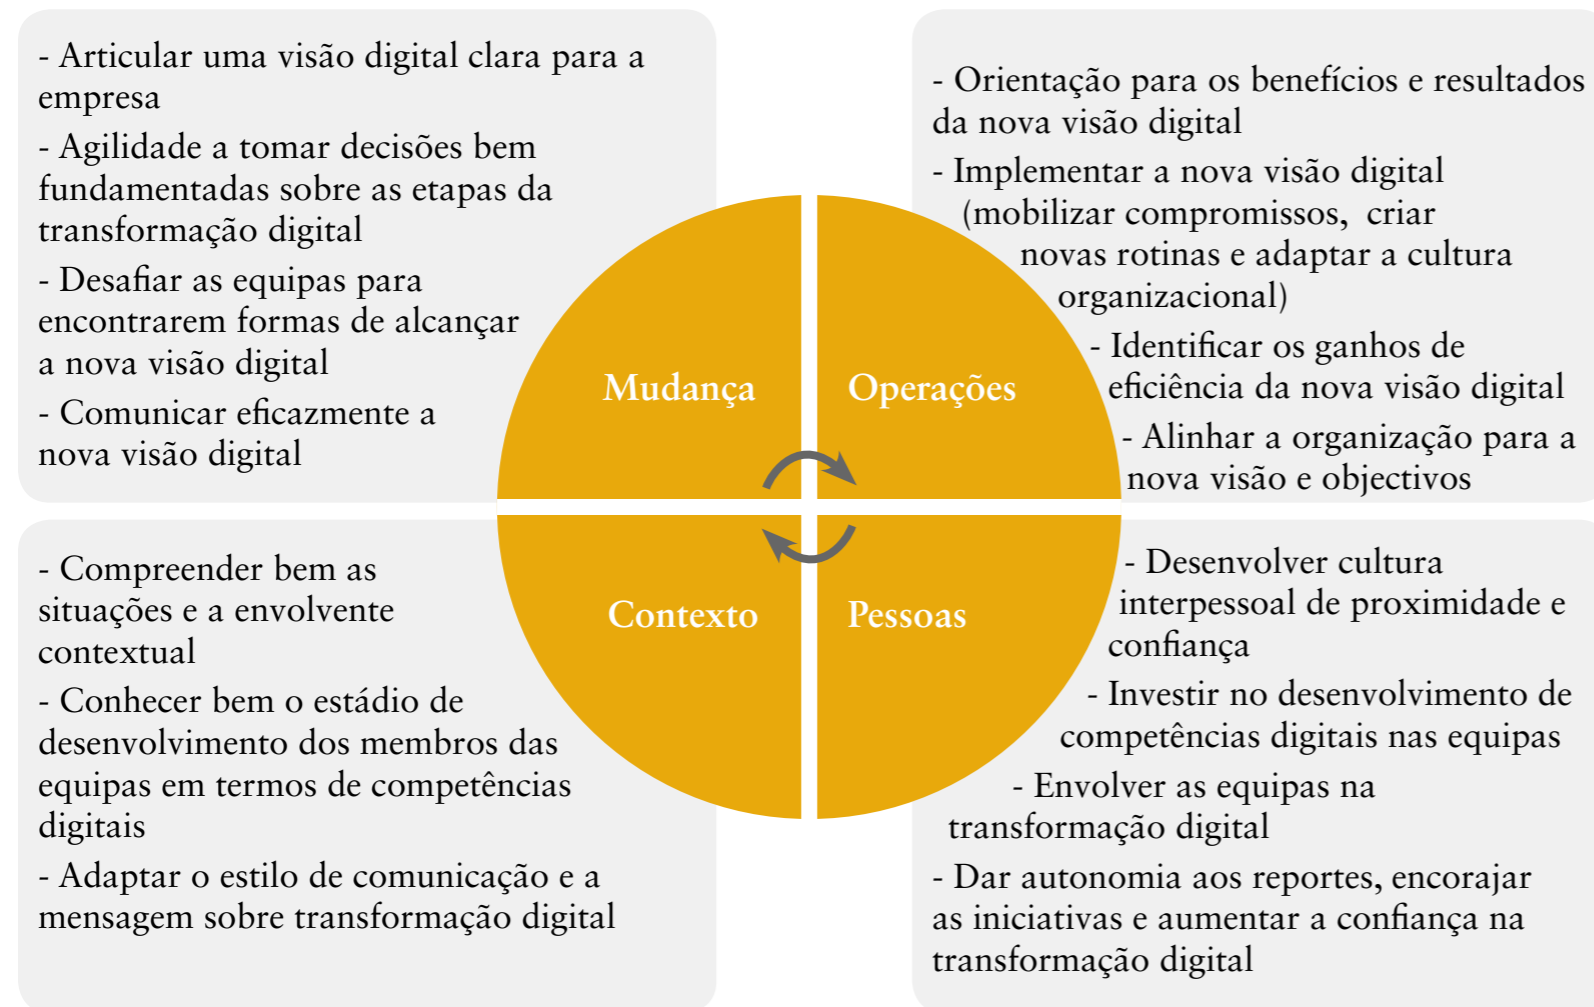 - Articular uma visão digital clara para a
empresa
- Agilidade a tomar decisões bem
fundamentadas sobre as etapas da
transformação digital
- Desafiar as equipas para
encontrarem formas de alcançar
a nova visão digital
- Comunicar eficazmente a
nova visão digital
- Orientação para os benefícios e resultados
da nova visão digital
- Implementar a nova visão digital
(mobilizar compromissos, criar
novas rotinas e adaptar a cultura
organizacional)
- Identificar os ganhos de
eficiência da nova visão digital
- Alinhar a organização para a
nova visão e objectivos
Mudança
Operações
Contexto
Pessoas
- Compreender bem as
situações e a envolvente
contextual
- Conhecer bem o estádio de
desenvolvimento dos membros das
equipas em termos de competências
digitais
- Adaptar o estilo de comunicação e a
mensagem sobre transformação digital
- Desenvolver cultura
interpessoal de proximidade e
confiança
- Investir no desenvolvimento de
competências digitais nas equipas
- Envolver as equipas na
transformação digital
- Dar autonomia aos reportes, encorajar
as iniciativas e aumentar a confiança na
transformação digital